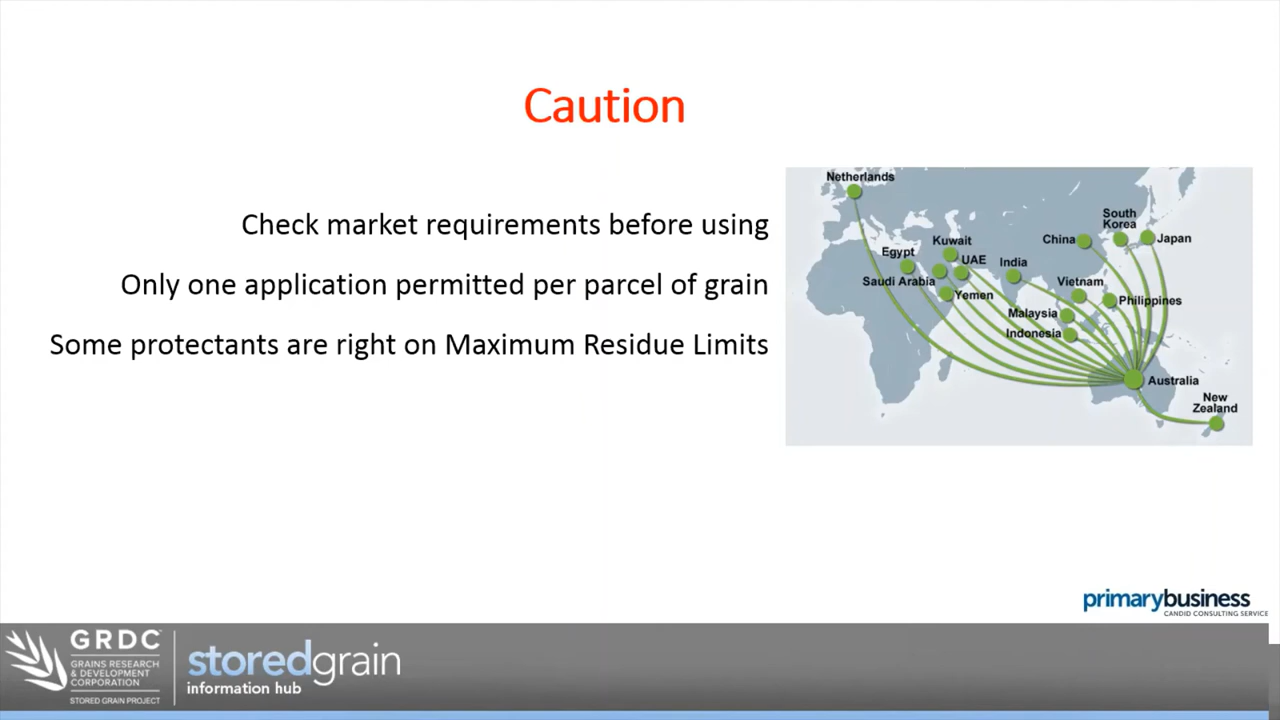 Caution
Check market requirements before using
Only one application permitted per parcel of grain
Some protectants are right on Maximum Residue Limits
Netherlands
South
Korea
China
Japan
Kuwait
Egypt
UAE
India
Saudi Arabia
Yemen
Vietnam
Philippines
Malaysia
Indonesia
Australia
New
Zealand
primarybusiness
CANDID CONSULTING SERVICE
GRDC
GRAINS RESEARCH
& DEVELOPMENT
CORPORATION
STORED GRAIN PROJECT
storedgrain
information hub